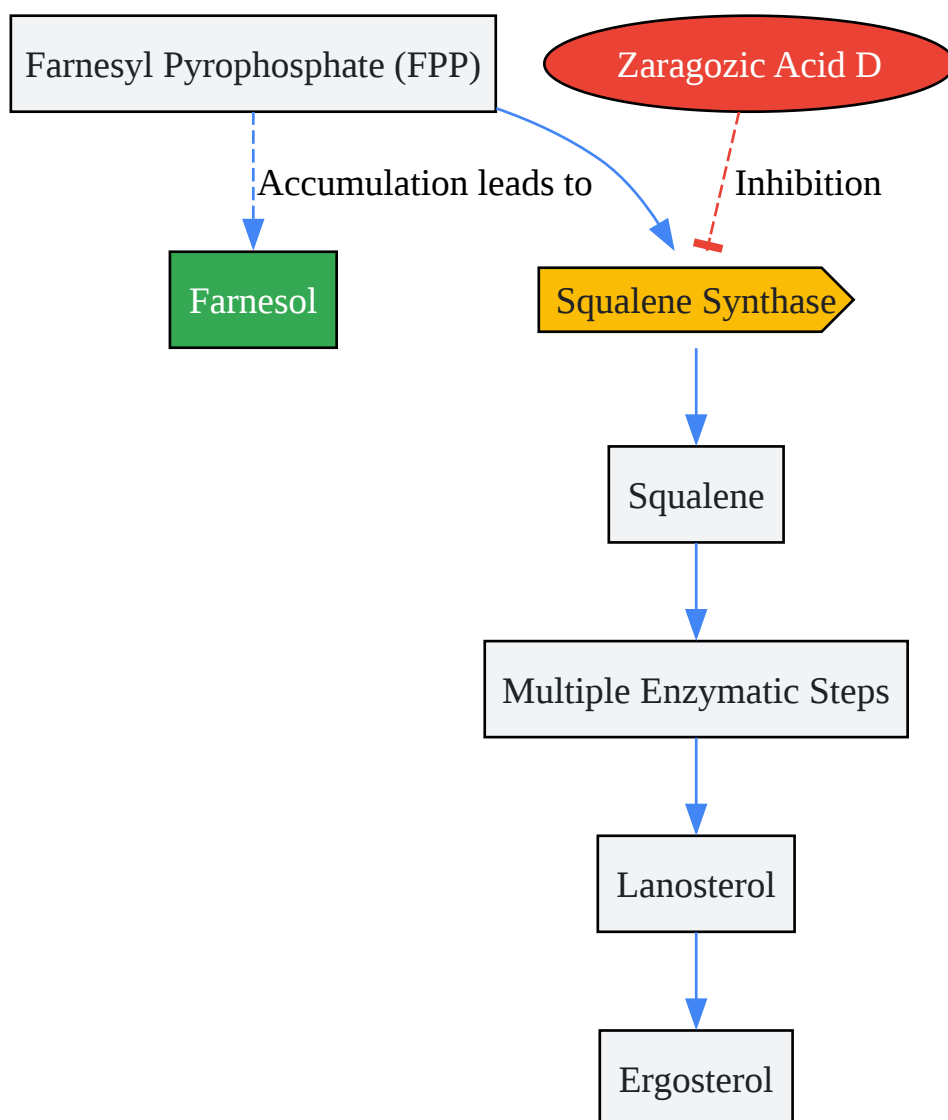 Farnesyl Pyrophosphate (FPP)
Zaragozic Acid D
Accumulation leads to
Inhibition
Farnesol
Squalene Synthase
Squalene
Multiple Enzymatic Steps
Lanosterol
Ergosterol